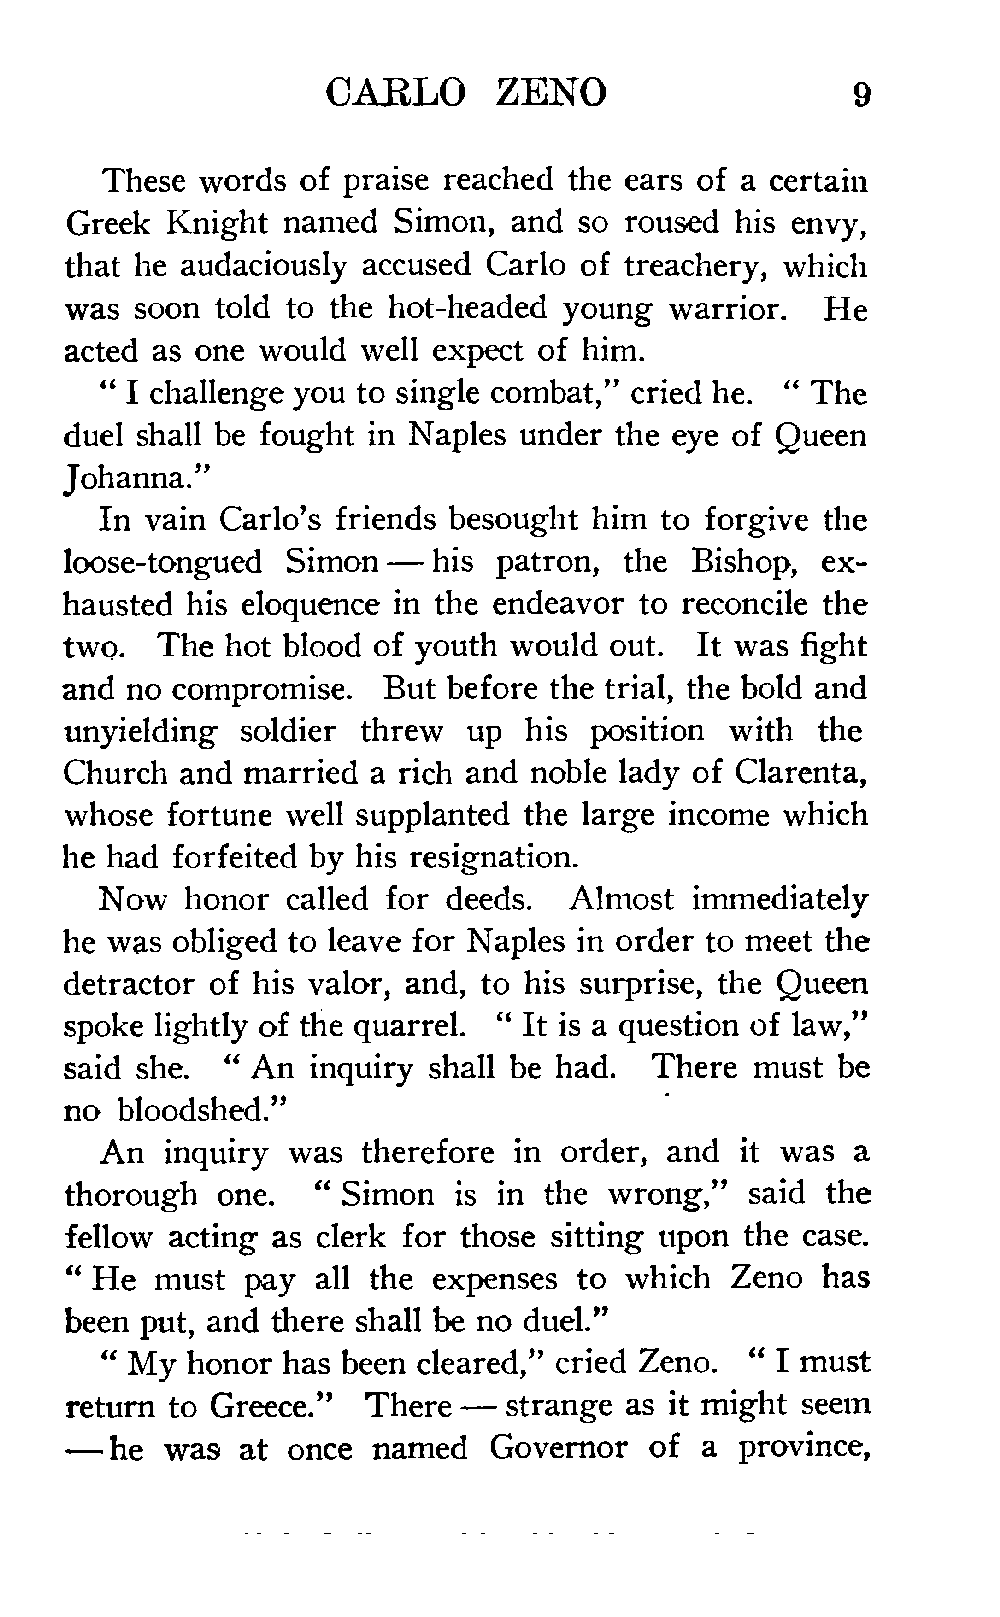 CARLO ZENO 9
These words of praise reached the ears of a certain
Greek Knight named Simon, and so roused his envy,
that he audaciously accused Carlo of treachery, which
was soon told to the hot-headed young warrior. He
acted as one would well expect of him.
“ I challenge you to single combat,” cried he. “ The
duel shall be fought in Naples under the eye of Queen
Johanna.”
In vain Carlo’s friends besought him to forgive the
loose-tongued Simon — his patron, the Bishop, ex-
hausted his eloquence in the endeavor to reconcile the
two. The hot blood of youth would out. It was fight
and no compromise. But before the trial, the bold and
unyielding soldier threw up his position with the
Church and married a rich and noble lady of Clarenta,
whose fortune well supplanted the large income which
he had forfeited by his resignation.
Now honor called for deeds. Almost immediately
he was obliged to leave for Naples in order to meet the
detractor of his valor, and, to his surprise, the Queen
spoke lightly of the quarrel. “ It is a question of law,”
said she. “ An inquiry shall be had. There must be
no bloodshed.”
An inquiry was therefore in order, and it was a
thorough one. “ Simon is in the wrong,” said the
fellow acting as clerk for those sitting upon the case.
“ He must pay all the expenses to which Zeno has
been put, and there shall be no duel.”
“ My honor has been cleared,” cried Zeno. “ I must
return to Greece.” There — strange as it might seem
— he was at once named Governor of a province,